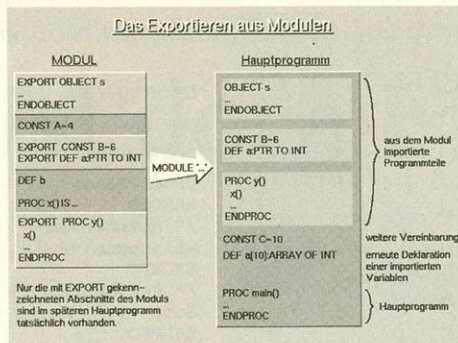 Das Exportieren aus Modulen
MODUL
EXPORT OBJECT s
...
ENDOBJECT
CONST A=4
EXPORT CONST B=6
EXPORT DEF a:PTR TO INT
DEF b
PROC x() IS ...
EXPORT PROC y()
x()
...
ENDPROC
Nur die mit EXPORT gekenn-
zeichneten Abschnitte des Moduls
sind im späteren Hauptprogramm
tatsächlich vorhanden.
MODULE '...'
Hauptprogramm
OBJECT s
...
ENDOBJECT
CONST B=6
DEF a:PTR TO INT
PROC y()
x()
...
ENDPROC
CONST C=10
DEF a[10]:ARRAY OF INT
PROC main()
...
ENDPROC
aus dem Modul
importierte
Programmteile
weitere Vereinbarung
erneute Deklaration
einer importierten
Variablen
Hauptprogramm